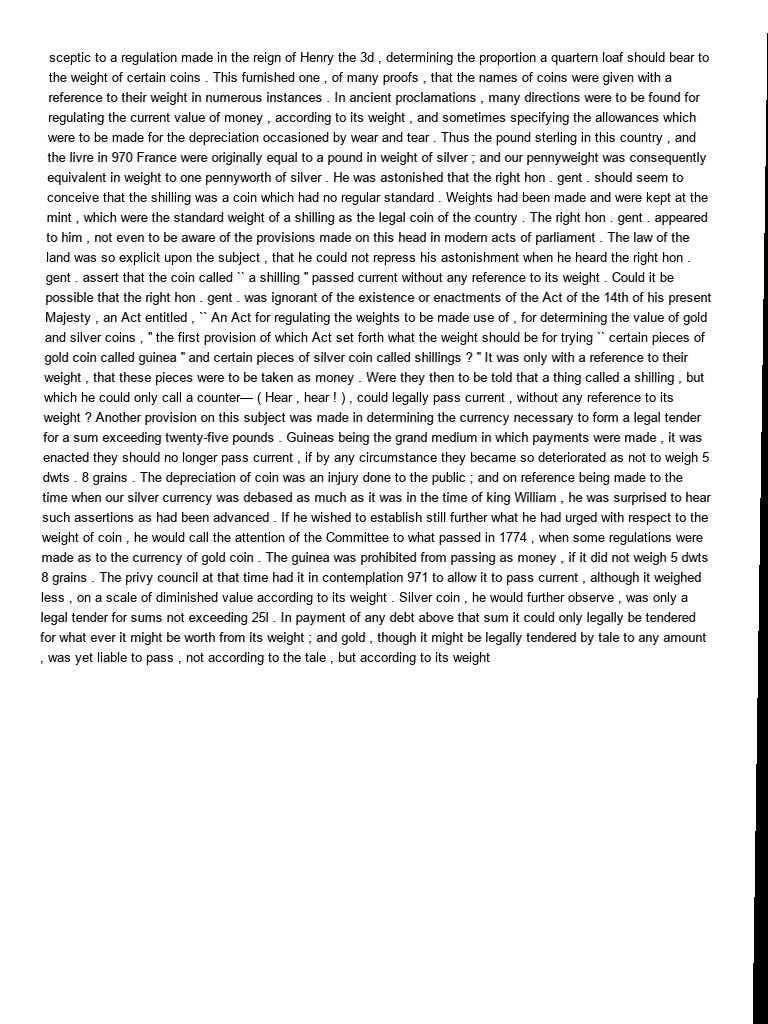 sceptic to a regulation made in the reign of Henry the 3d , determining the proportion a quartern loaf should bear to
the weight of certain coins . This furnished one , of many proofs , that the names of coins were given with a
reference to their weight in numerous instances . In ancient proclamations , many directions were to be found for
regulating the current value of money , according to its weight , and sometimes specifying the allowances which
were to be made for the depreciation occasioned by wear and tear . Thus the pound sterling in this country , and
the livre in 970 France were originally equal to a pound in weight of silver ; and our pennyweight was consequently
equivalent in weight to one pennyworth of silver . He was astonished that the right hon . gent . should seem to
conceive that the shilling was a coin which had no regular standard . Weights had been made and were kept at the
mint , which were the standard weight of a shilling as the legal coin of the country . The right hon . gent . appeared
to him , not even to be aware of the provisions made on this head in modern acts of parliament . The law of the
land was so explicit upon the subject , that he could not repress his astonishment when he heard the right hon .
gent . assert that the coin called `` a shilling " passed current without any reference to its weight . Could it be
possible that the right hon . gent . was ignorant of the existence or enactments of the Act of the 14th of his present
Majesty , an Act entitled , `` An Act for regulating the weights to be made use of , for determining the value of gold
and silver coins , " the first provision of which Act set forth what the weight should be for trying `` certain pieces of
gold coin called guinea " and certain pieces of silver coin called shillings ? " It was only with a reference to their
weight , that these pieces were to be taken as money . Were they then to be told that a thing called a shilling , but
which he could only call a counter— ( Hear , hear ! ) , could legally pass current , without any reference to its
weight ? Another provision on this subject was made in determining the currency necessary to form a legal tender
for a sum exceeding twenty-five pounds . Guineas being the grand medium in which payments were made , it was
enacted they should no longer pass current , if by any circumstance they became so deteriorated as not to weigh 5
dwts . 8 grains . The depreciation of coin was an injury done to the public ; and on reference being made to the
time when our silver currency was debased as much as it was in the time of king William , he was surprised to hear
such assertions as had been advanced . If he wished to establish still further what he had urged with respect to the
weight of coin , he would call the attention of the Committee to what passed in 1774 , when some regulations were
made as to the currency of gold coin . The guinea was prohibited from passing as money , if it did not weigh 5 dwts
8 grains . The privy council at that time had it in contemplation 971 to allow it to pass current , although it weighed
less , on a scale of diminished value according to its weight . Silver coin , he would further observe , was only a
legal tender for sums not exceeding 25l . In payment of any debt above that sum it could only legally be tendered
for what ever it might be worth from its weight ; and gold , though it might be legally tendered by tale to any amount
, was yet liable to pass , not according to the tale , but according to its weight